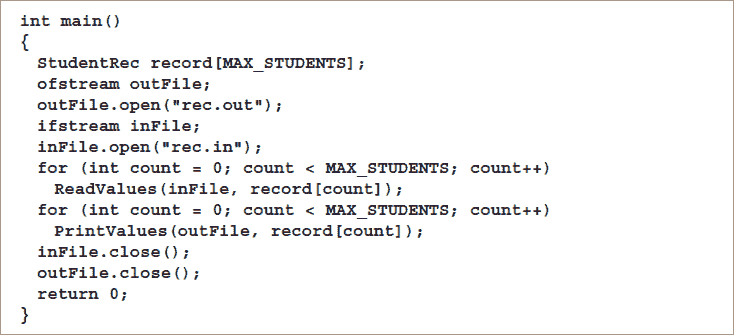 int main()
{
  StudentRec record[MAX_STUDENTS];
  ofstream outFile;
  outFile.open("rec.out");
  ifstream inFile;
  inFile.open("rec.in");
  for (int count = 0; count < MAX_STUDENTS; count++)
    ReadValues(inFile, record[count]);
  for (int count = 0; count < MAX_STUDENTS; count++)
    PrintValues(outFile, record[count]);
  inFile.close();
  outFile.close();
  return 0;
}